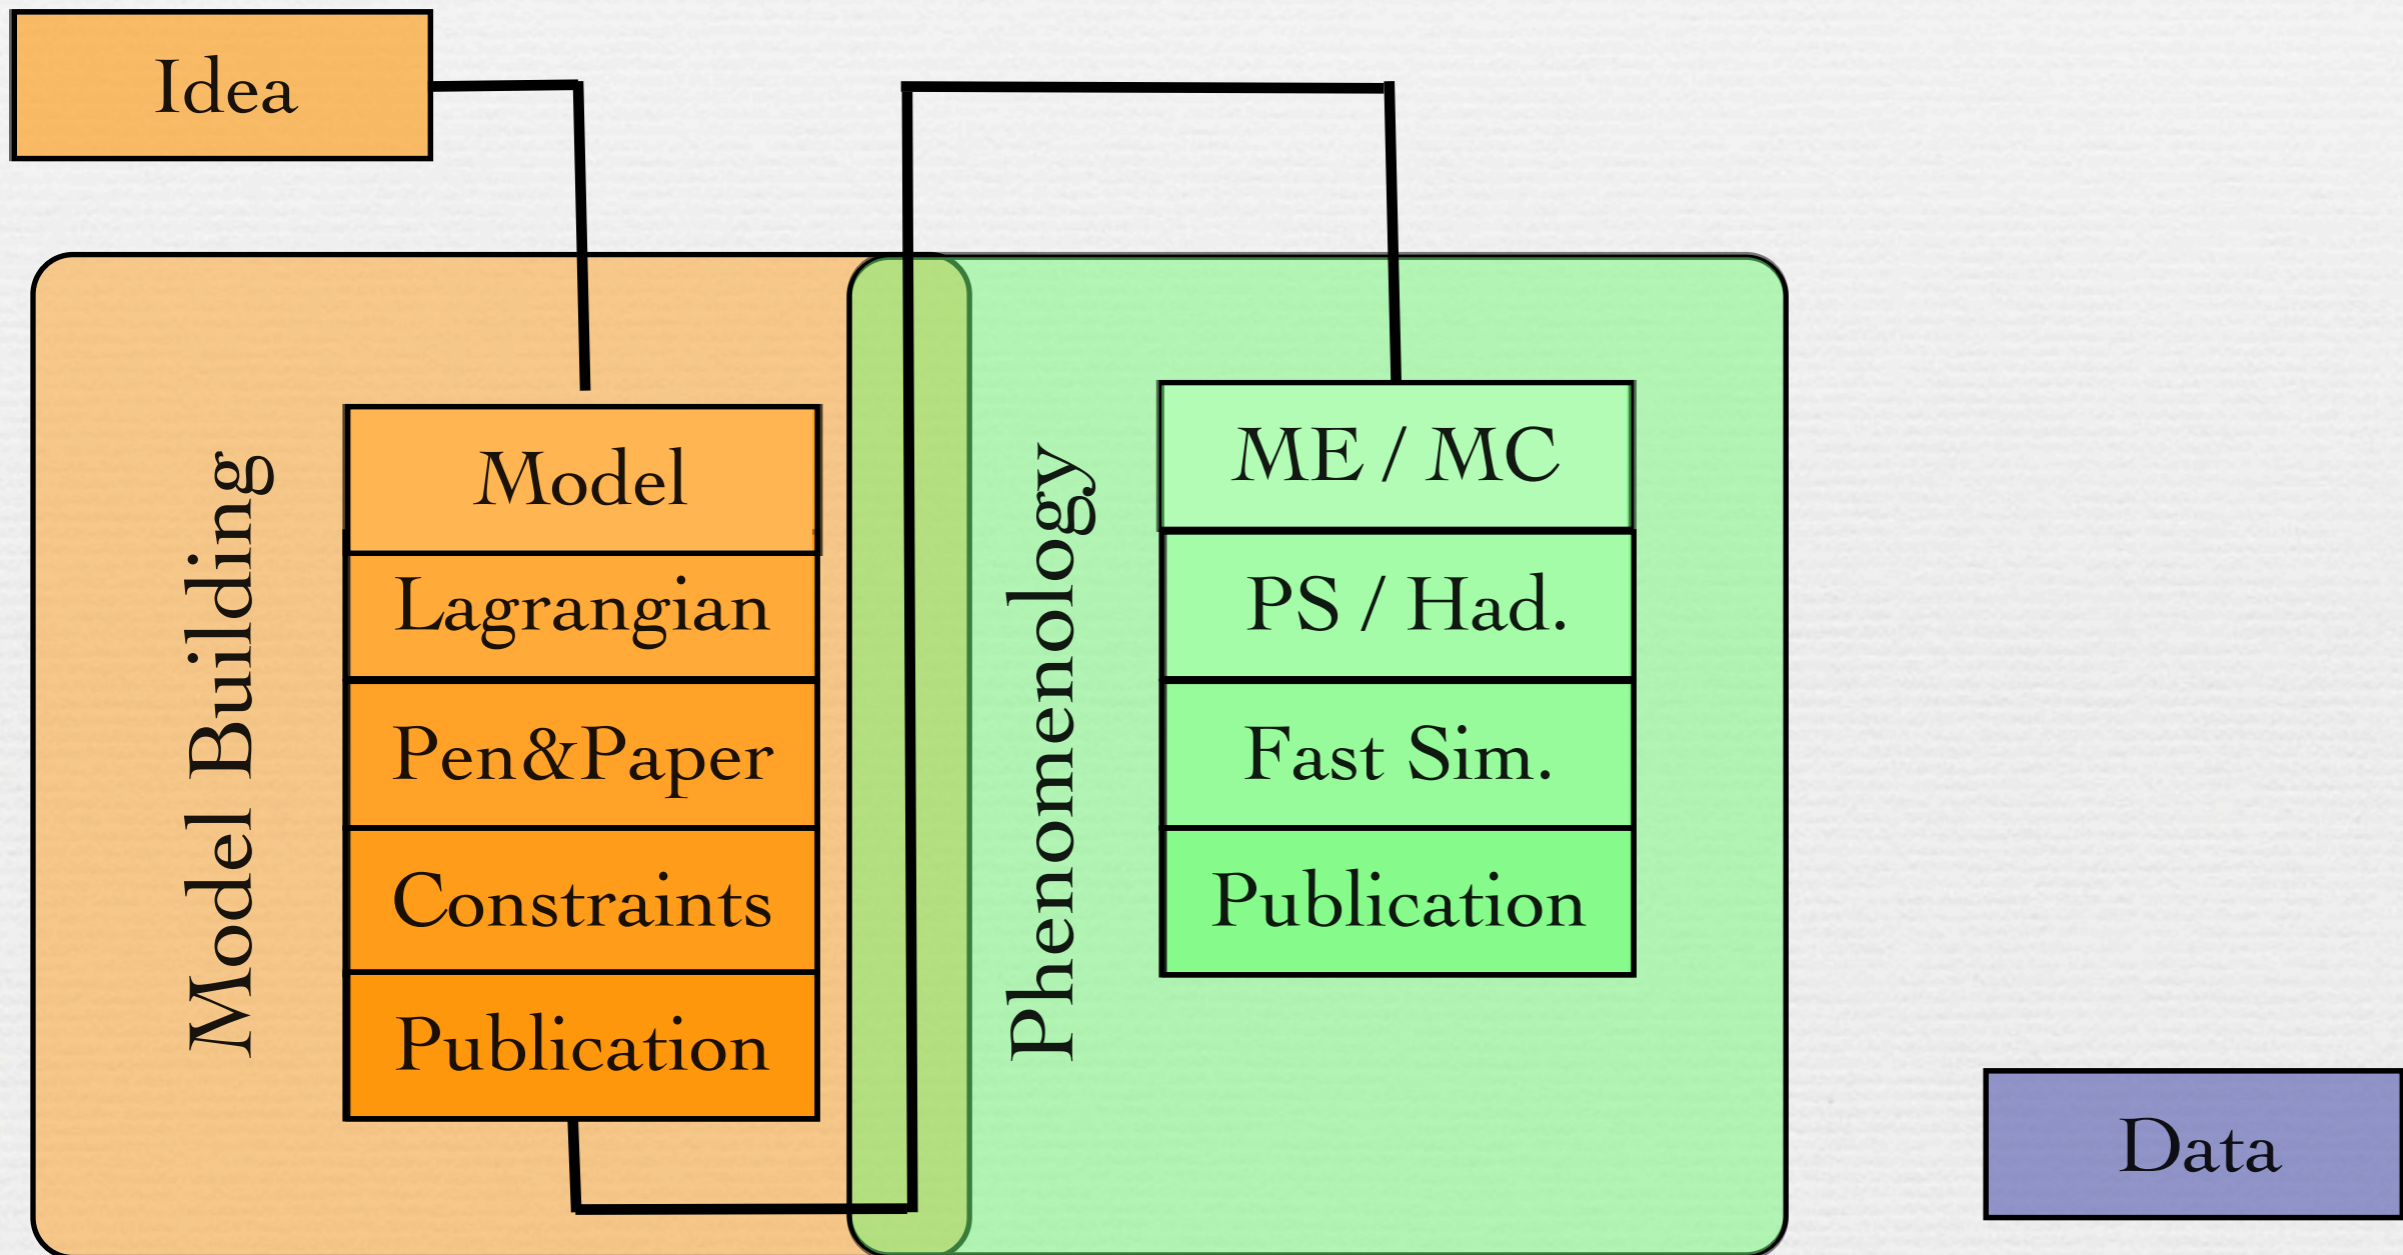 Idea
Model Building
Model
Lagrangian
Pen&Paper
Constraints
Publication
Phenomenology
ME / MC
PS / Had.
Fast Sim.
Publication
Data